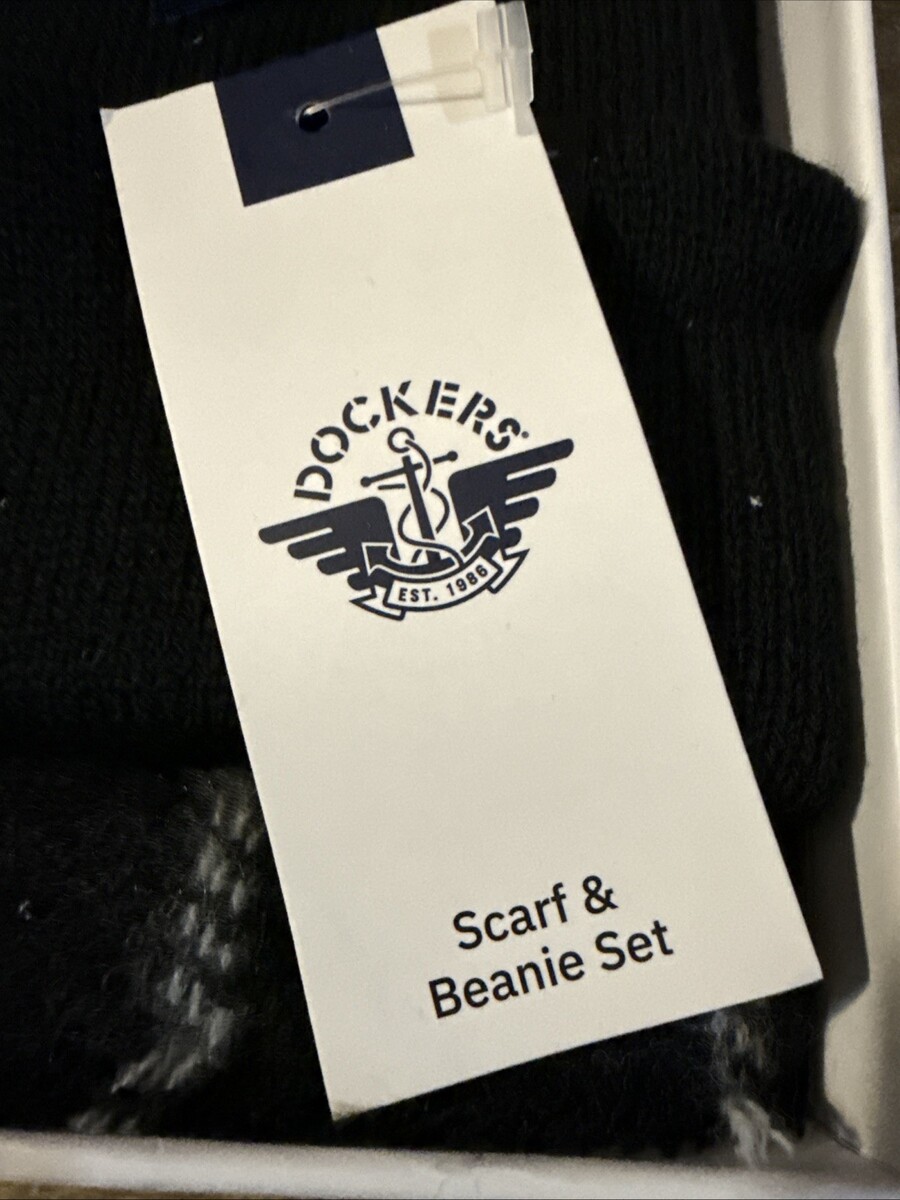 DOCKERS
EST. 1986
Scarf &
Beanie Set